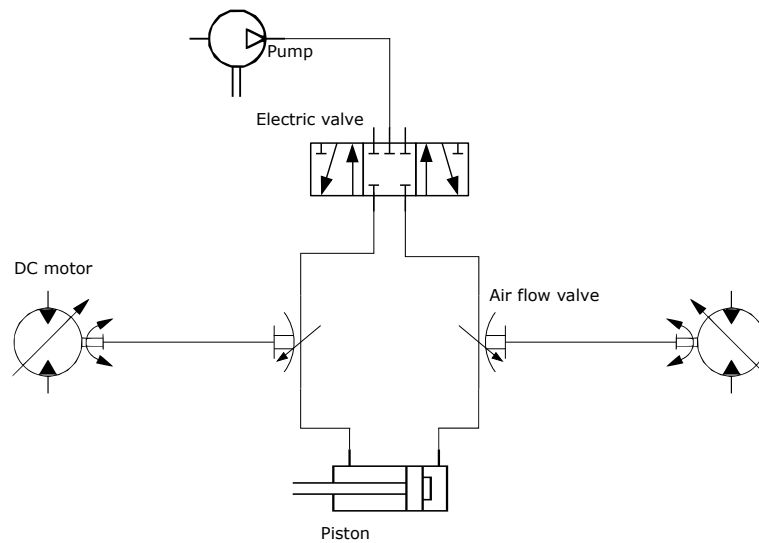 Pump
Electric valve
DC motor
Air flow valve
Piston